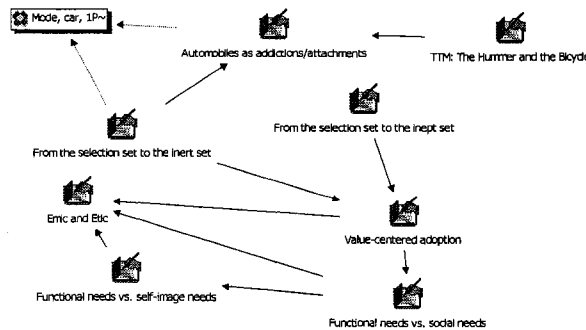 Mode, car, 1P~
Automobiles as addictions/attachments
TTM: The Hummer and the Bicycle
From the selection set to the inept set
From the selection set to the inert set
Emic and Etic
Value-centered adoption
Functional needs vs. self-image needs
Functional needs vs. social needs